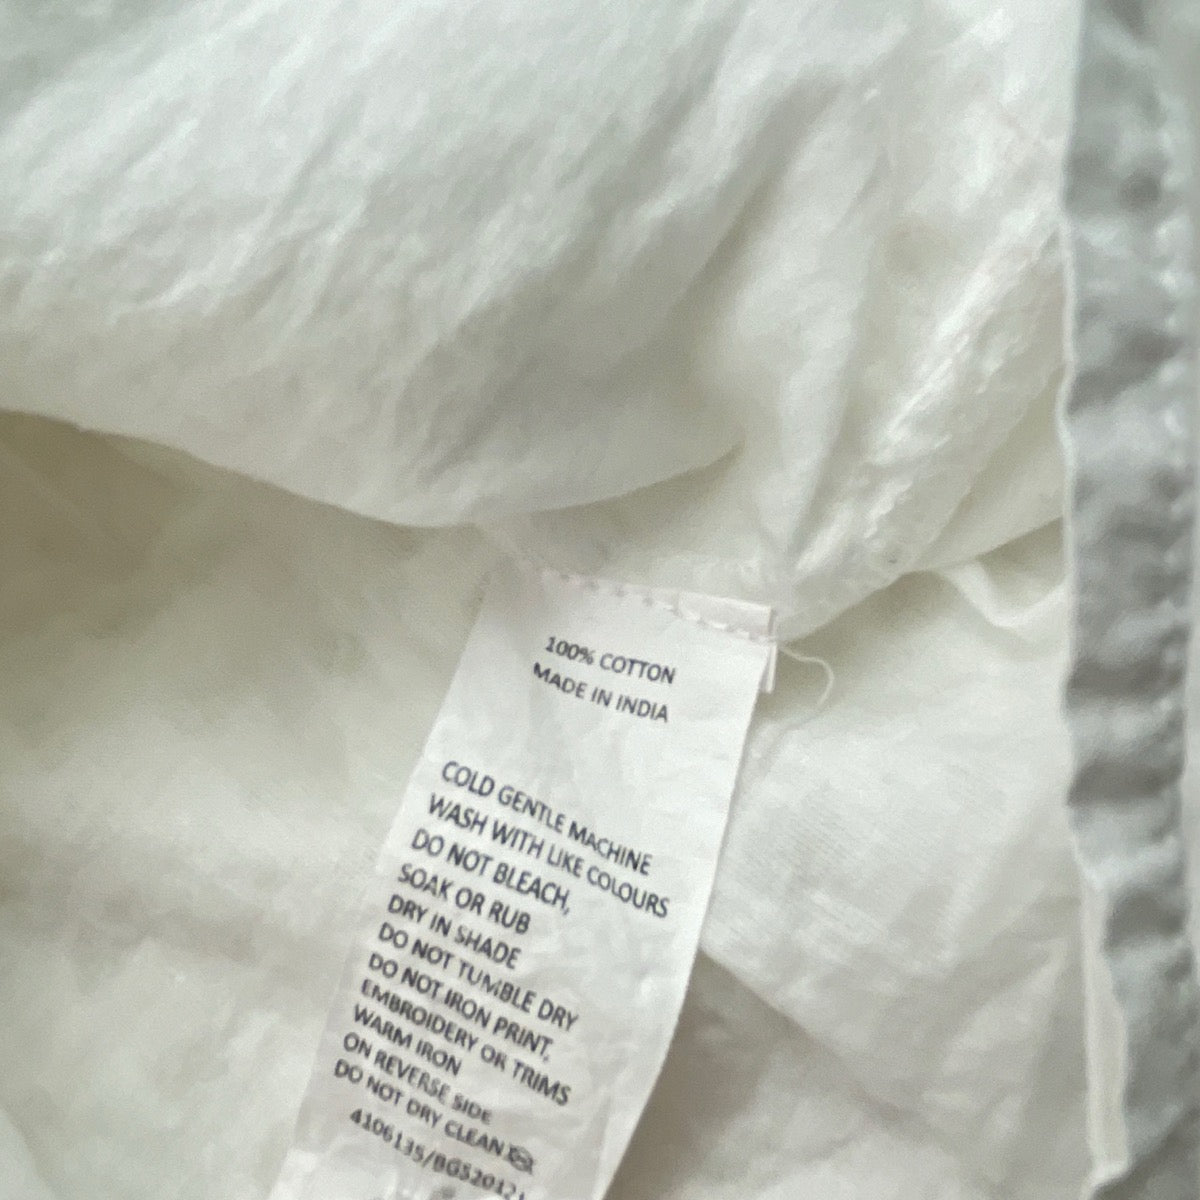 100% COTTON
MADE IN INDIA
COLD GENTLE MACHINE
WASH WITH LIKE COLOURS
DO NOT BLEACH,
SOAK OR RUB
DRY IN SHADE
DO NOT TUMBLE DRY
DO NOT IRON PRINT,
EMBROIDERY OR TRIMS
WARM IRON
ON REVERSE SIDE
DO NOT DRY CLEAN
4106135/BG520121